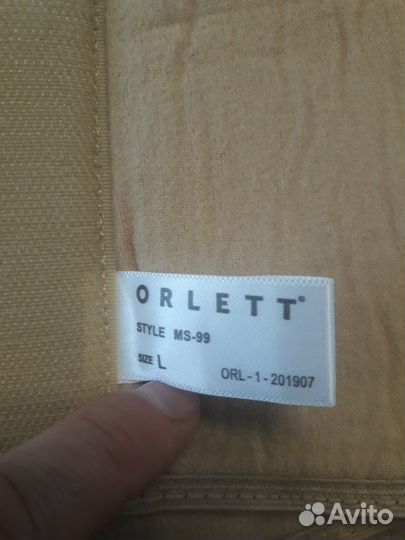 ORLETT®
STYLE MS-99
SIZE L
ORL-1-201907
Avito